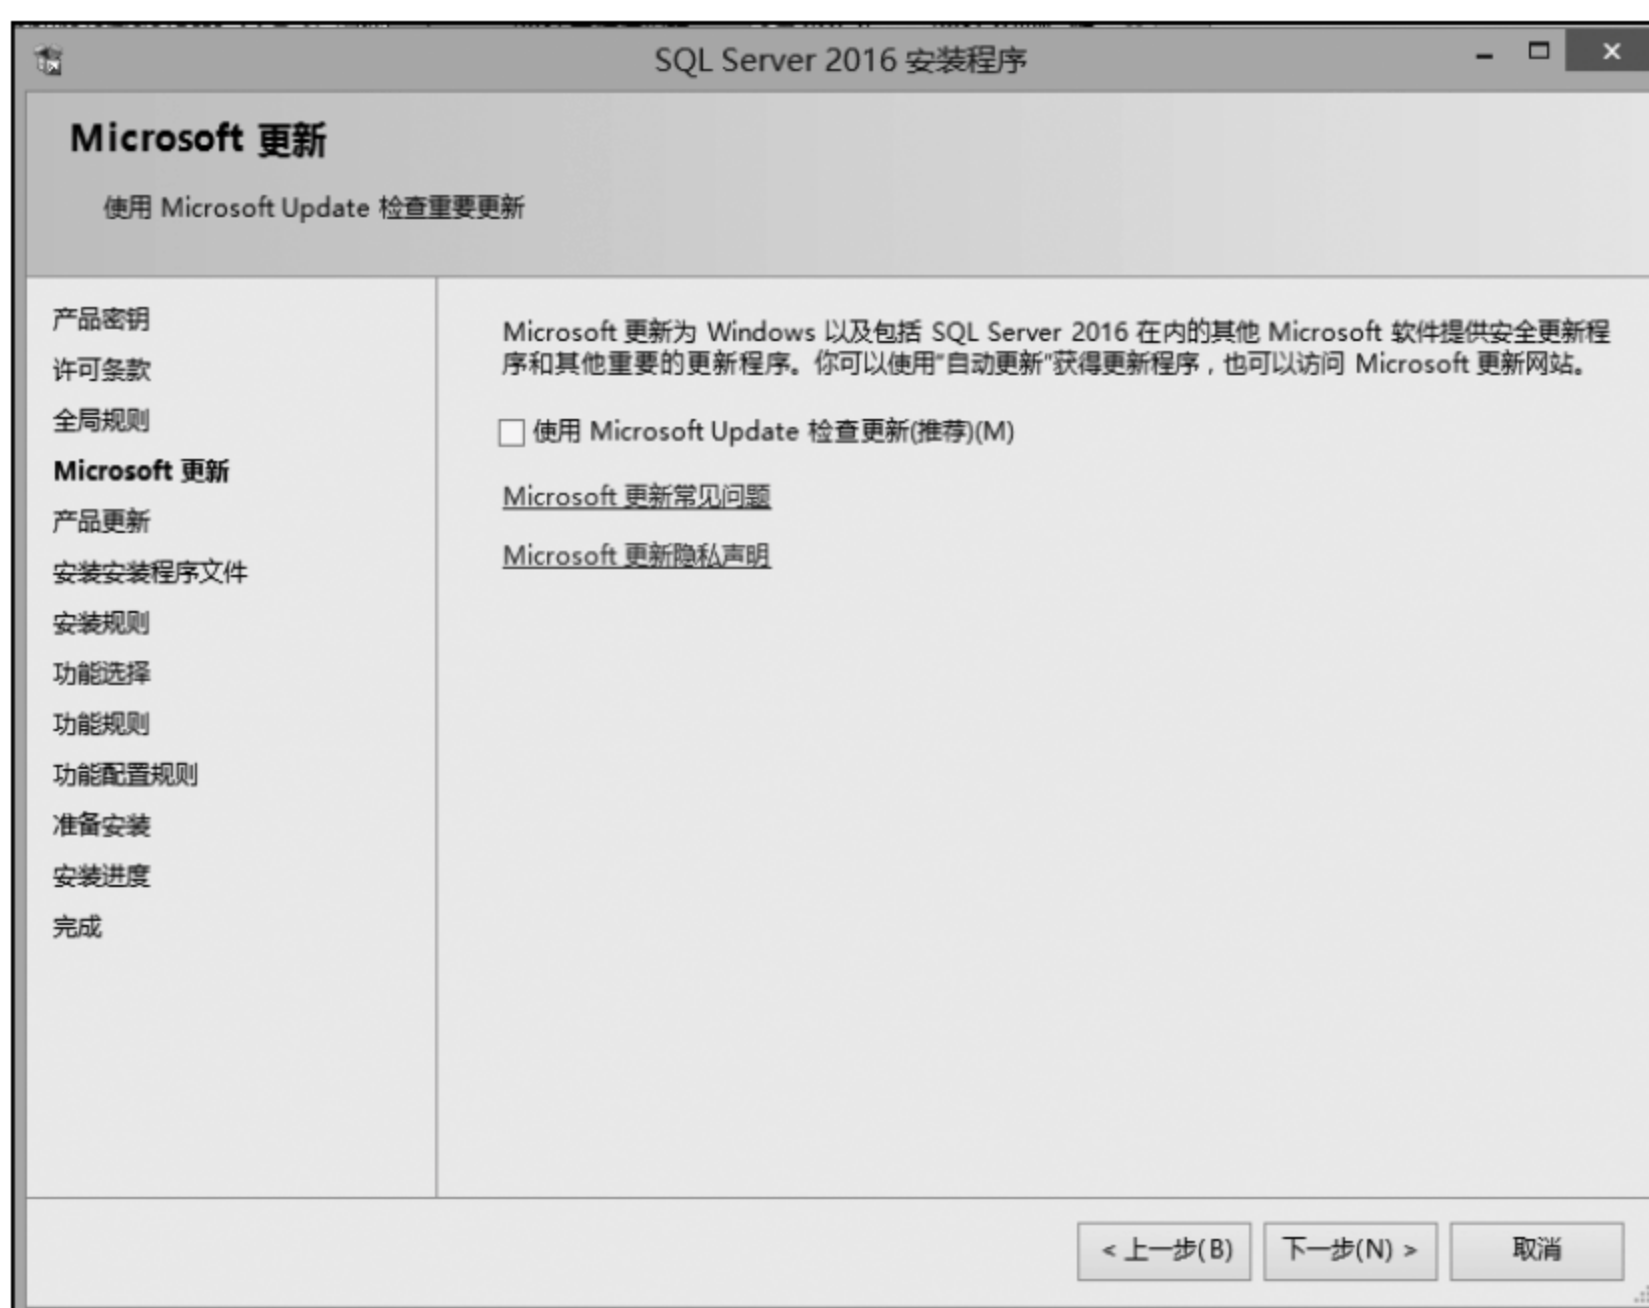 SQL Server 2016 安装程序
Microsoft 更新
使用 Microsoft Update 检查重要更新
产品密钥
许可条款
全局规则
Microsoft 更新
产品更新
安装安装程序文件
安装规则
功能选择
功能规则
功能配置规则
准备安装
安装进度
完成
Microsoft 更新为 Windows 以及包括 SQL Server 2016 在内的其他 Microsoft 软件提供安全更新程
序和其他重要的更新程序。你可以使用“自动更新”获得更新程序，也可以访问 Microsoft 更新网站。
使用 Microsoft Update 检查更新(推荐)(M)
Microsoft 更新常见问题
Microsoft 更新隐私声明
< 上一步(B)
下一步(N) >
取消